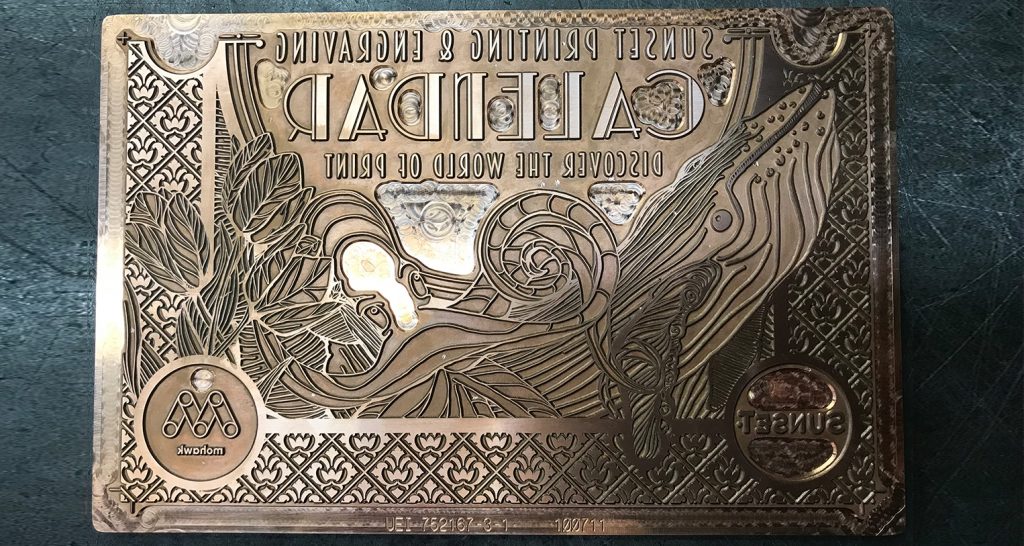 SUNSET PRINTING & ENGRAVING
CALENDAR
DISCOVER THE WORLD OF PRINT
mohawk
SUNSET
UEI 752167-3-1 100711